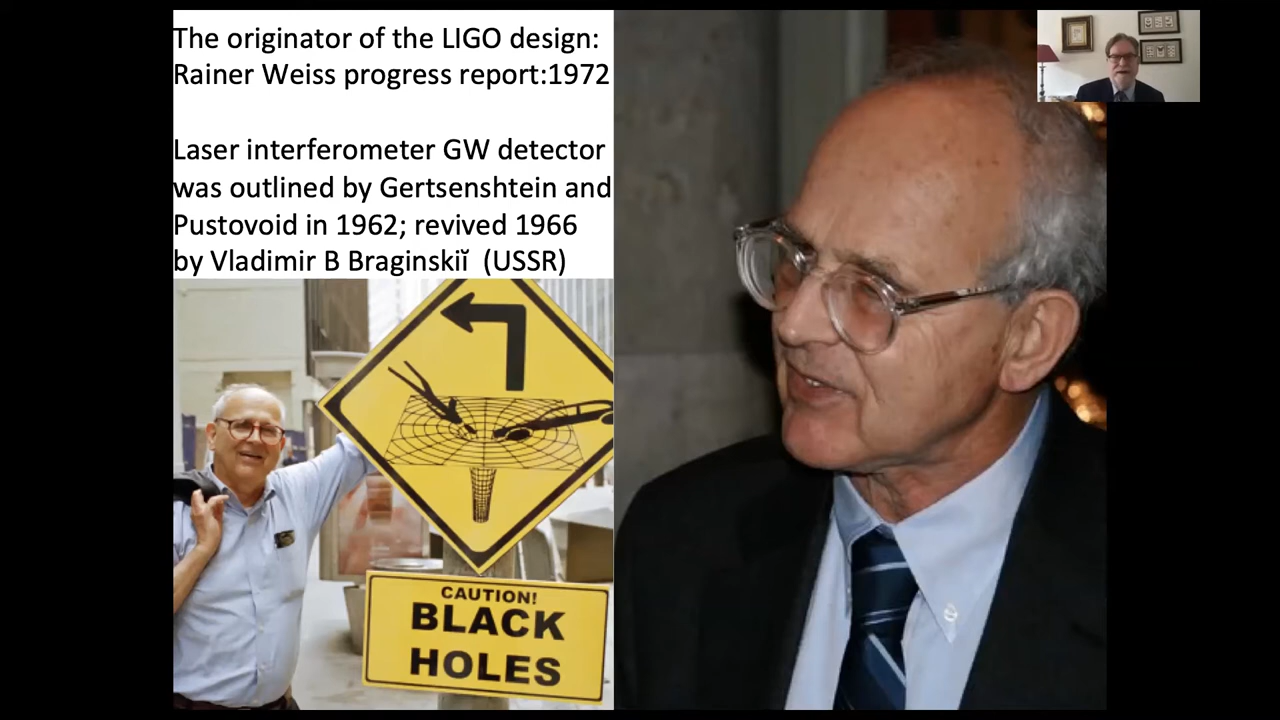 The originator of the LIGO design:
Rainer Weiss progress report:1972
Laser interferometer GW detector
was outlined by Gertsenshtein and
Pustovoid in 1962; revived 1966
by Vladimir B Braginskiĭ (USSR)
CAUTION!
BLACK
HOLES